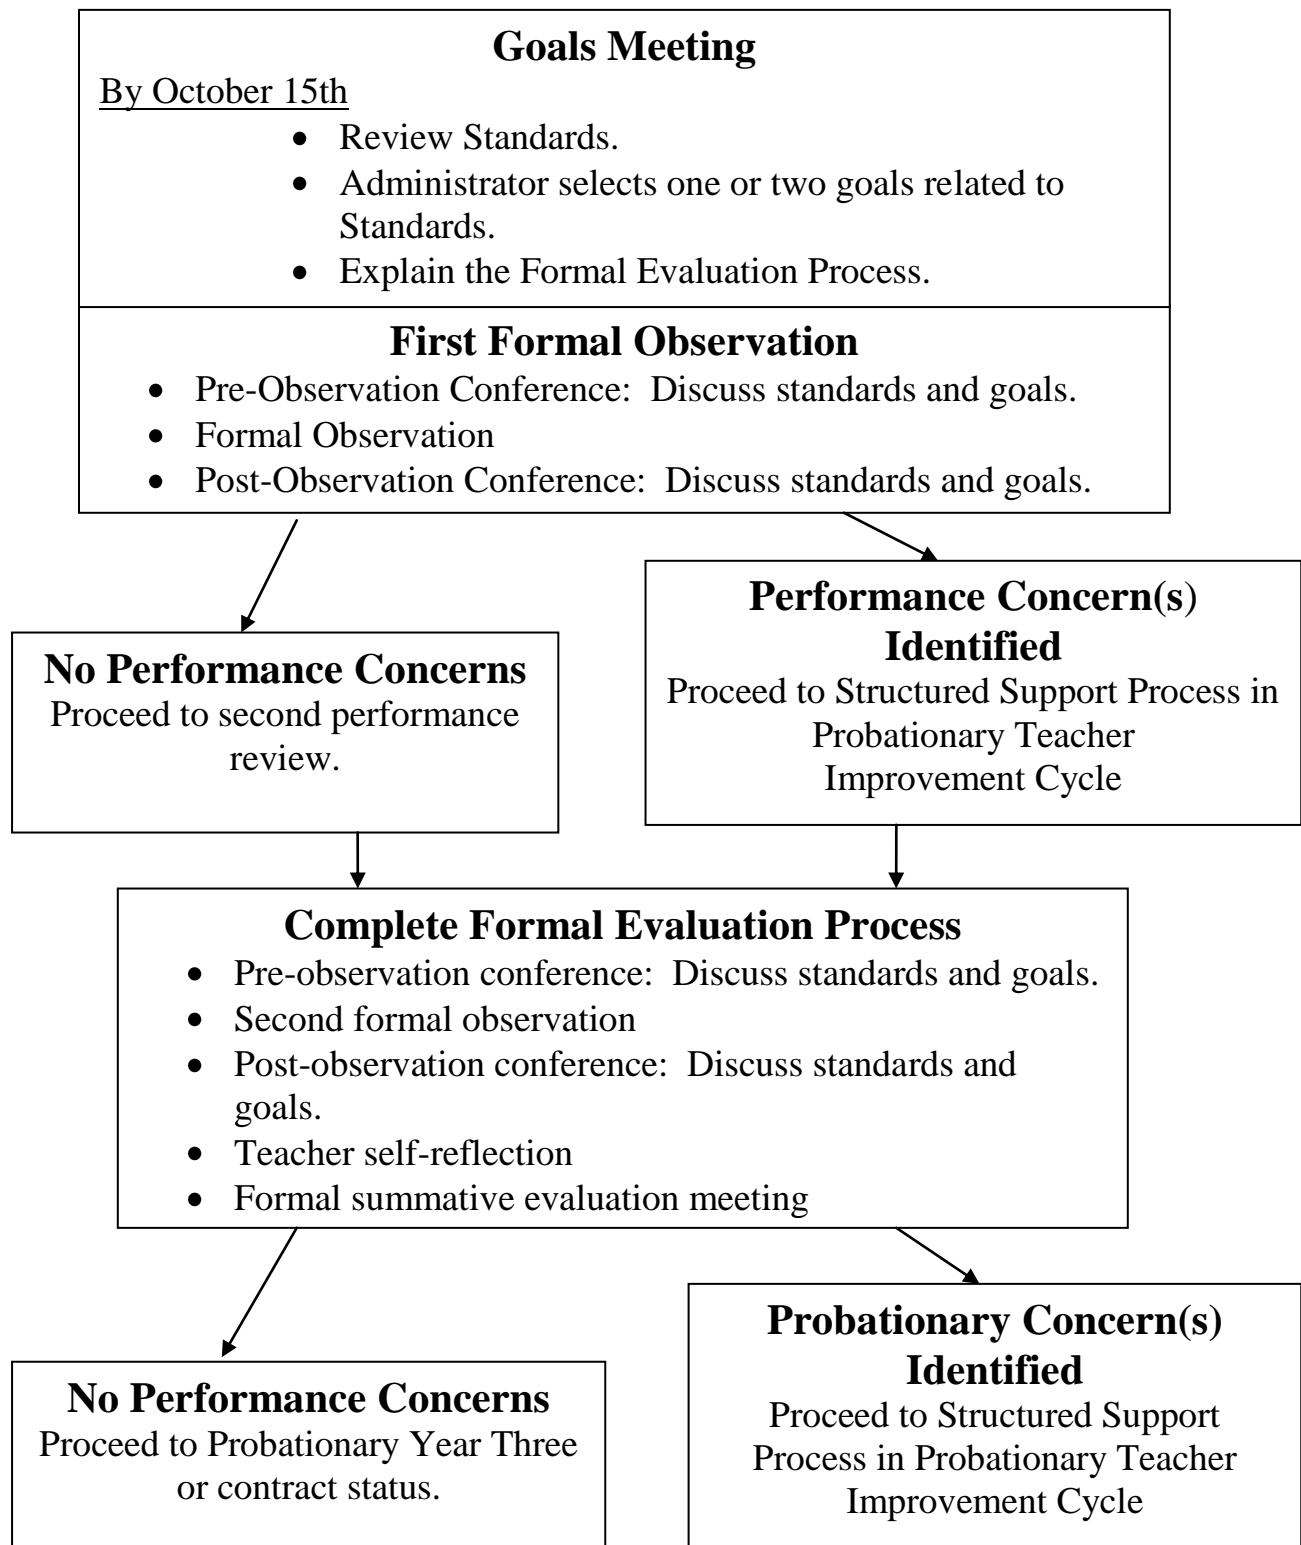 Goals Meeting
By October 15th
• Review Standards.
• Administrator selects one or two goals related to
Standards.
• Explain the Formal Evaluation Process.
First Formal Observation
• Pre-Observation Conference:  Discuss standards and goals.
• Formal Observation
• Post-Observation Conference:  Discuss standards and goals.
No Performance Concerns
Proceed to second performance
review.
Performance Concern(s)
Identified
Proceed to Structured Support Process in
Probationary Teacher
Improvement Cycle
Complete Formal Evaluation Process
• Pre-observation conference:  Discuss standards and goals.
• Second formal observation
• Post-observation conference:  Discuss standards and
goals.
• Teacher self-reflection
• Formal summative evaluation meeting
No Performance Concerns
Proceed to Probationary Year Three
or contract status.
Probationary Concern(s)
Identified
Proceed to Structured Support
Process in Probationary Teacher
Improvement Cycle